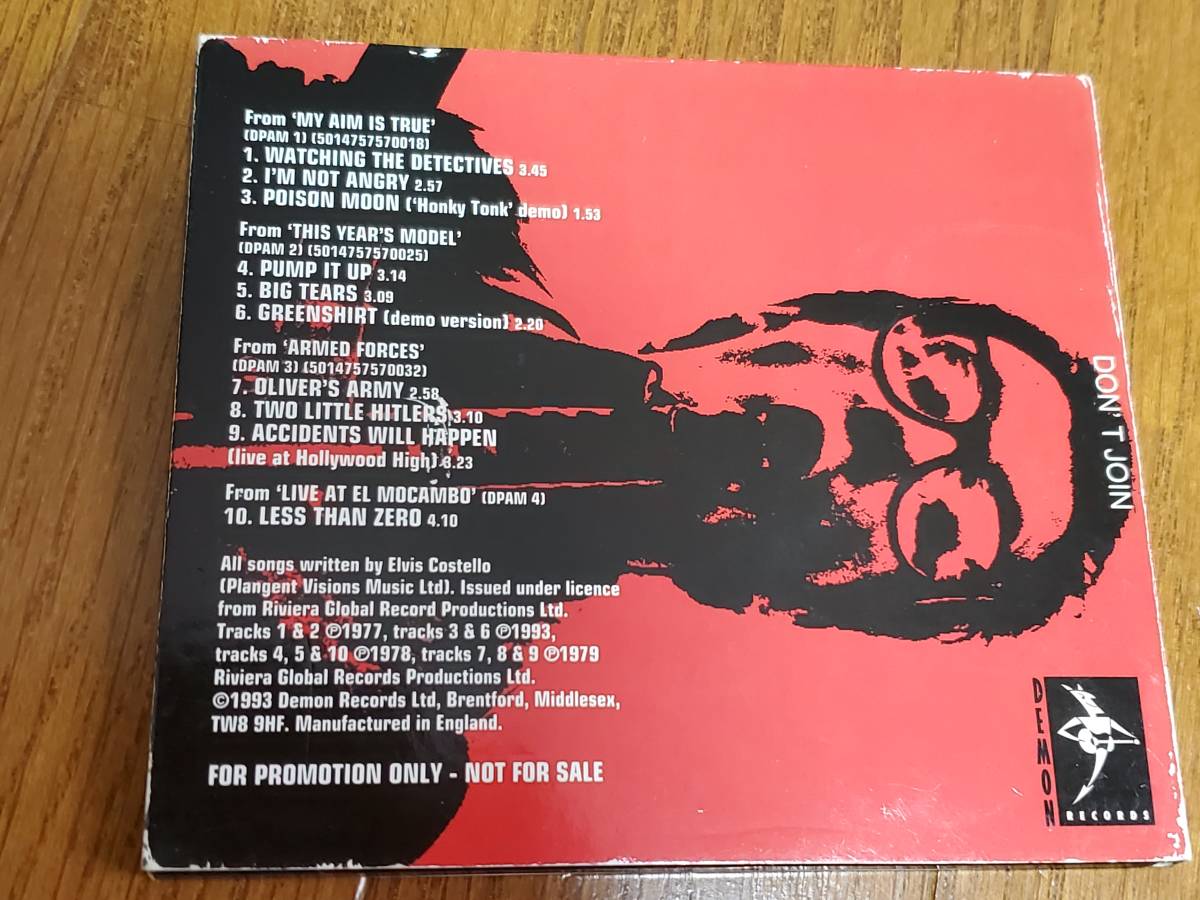 From ‘MY AIM IS TRUE’
(DPAM 1) (5014757570018)
1. WATCHING THE DETECTIVES 3.45
2. I'M NOT ANGRY 2.57
3. POISON MOON (‘Honky Tonk’ demo) 1.53
From ‘THIS YEAR'S MODEL’
(DPAM 2) (5014757570025)
4. PUMP IT UP 3.14
5. BIG TEARS 3.09
6. GREENSHIRT (demo version) 2.20
From ‘ARMED FORCES’
(DPAM 3) (5014757570032)
7. OLIVER'S ARMY 2.58
8. TWO LITTLE HITLERS 3.10
9. ACCIDENTS WILL HAPPEN
(live at Hollywood High) 3.23
From ‘LIVE AT EL MOCAMBO’ (DPAM 4)
10. LESS THAN ZERO 4.10
All songs written by Elvis Costello
(Plangent Visions Music Ltd). Issued under licence
from Riviera Global Record Productions Ltd.
Tracks 1 & 2 ℗1977, tracks 3 & 6 ℗1993,
tracks 4, 5 & 10 ℗1978, tracks 7, 8 & 9 ℗1979
Riviera Global Records Productions Ltd.
©1993 Demon Records Ltd, Brentford, Middlesex,
TW8 9HF. Manufactured in England.
FOR PROMOTION ONLY - NOT FOR SALE
DON'T JOIN
DEMON
RECORDS